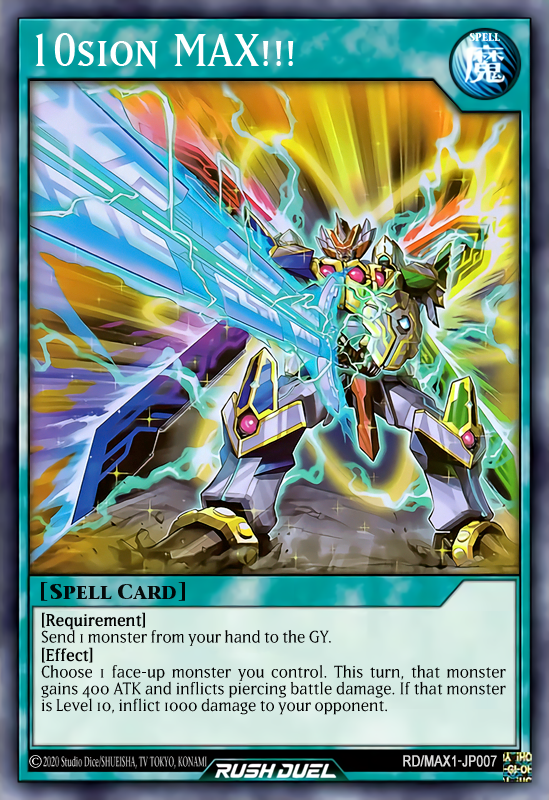 10sion MAX!!!
SPELL
魔
[Spell Card]
[Requirement]
Send 1 monster from your hand to the GY.
[Effect]
Choose 1 face-up monster you control. This turn, that monster
gains 400 ATK and inflicts piercing battle damage. If that monster
is Level 10, inflict 1000 damage to your opponent.
©2020 Studio Dice/SHUEISHA, TV TOKYO, KONAMI
RUSH DUEL
RD/MAX1-JP007